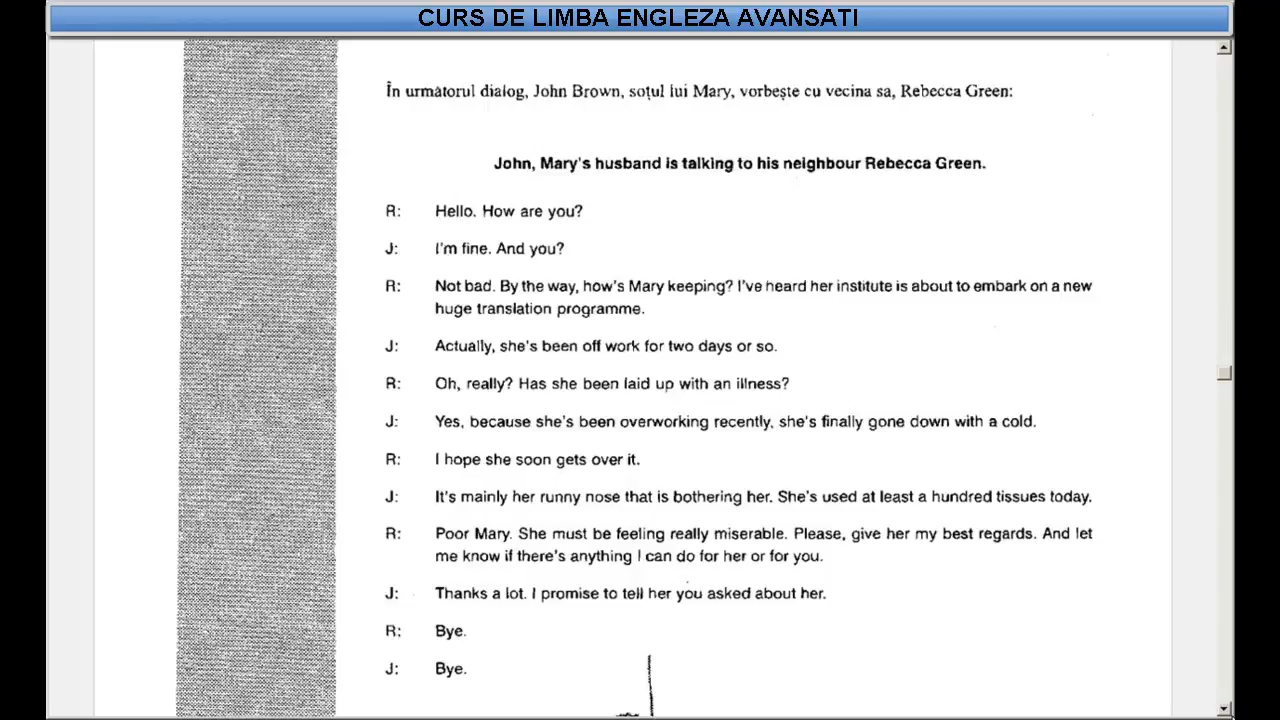 CURS DE LIMBA ENGLEZA AVANSATI
În următorul dialog, John Brown, soțul lui Mary, vorbește cu vecina sa, Rebecca Green:
John, Mary's husband is talking to his neighbour Rebecca Green.
R: Hello. How are you?
J: I'm fine. And you?
R: Not bad. By the way, how's Mary keeping? I've heard her institute is about to embark on a new
huge translation programme.
J: Actually, she's been off work for two days or so.
R: Oh, really? Has she been laid up with an illness?
J: Yes, because she's been overworking recently, she's finally gone down with a cold.
R: I hope she soon gets over it.
J: It's mainly her runny nose that is bothering her. She's used at least a hundred tissues today.
R: Poor Mary. She must be feeling really miserable. Please, give her my best regards. And let
me know if there's anything I can do for her or for you.
J: Thanks a lot. I promise to tell her you asked about her.
R: Bye.
J: Bye.